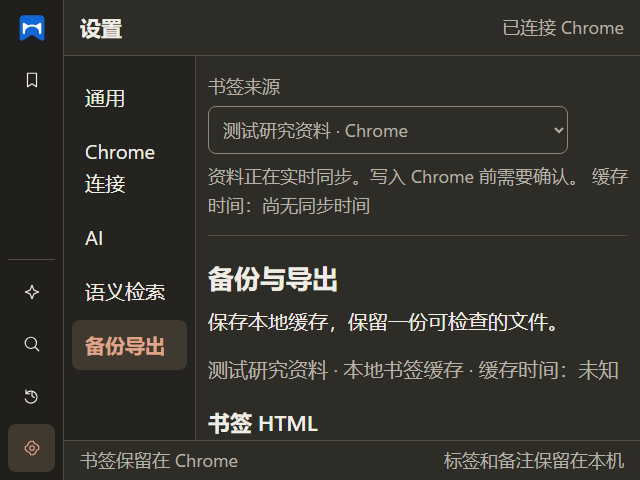 设置
已连接 Chrome
通用
Chrome
连接
AI
语义检索
备份导出
书签来源
测试研究资料 · Chrome
资料正在实时同步。写入 Chrome 前需要确认。 缓存
时间：尚无同步时间
备份与导出
保存本地缓存，保留一份可检查的文件。
测试研究资料 · 本地书签缓存 · 缓存时间：未知
书签 HTML
书签保留在 Chrome
标签和备注保留在本机